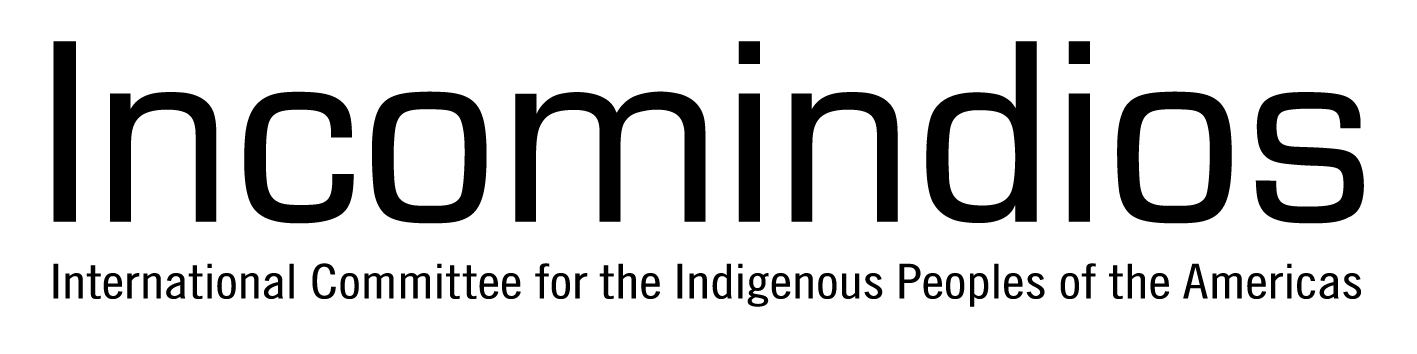 Incomindios
International Committee for the Indigenous Peoples of the Americas